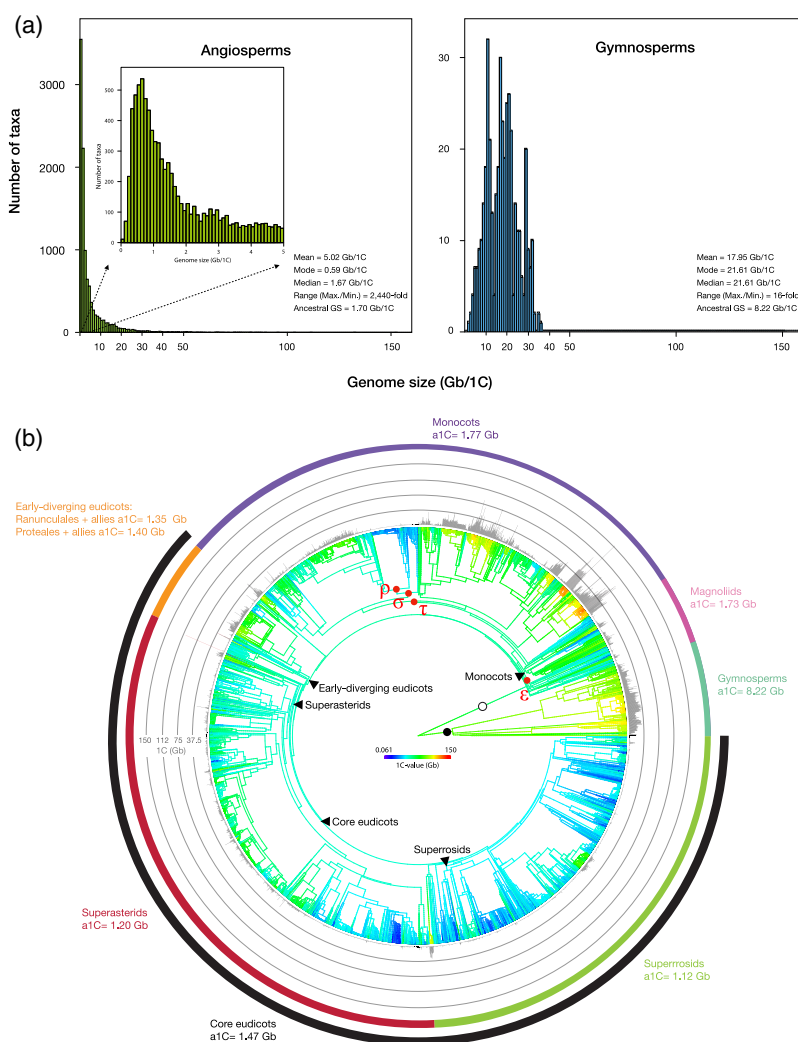 (a)
Angiosperms
Number of taxa
3000
2000
1000
0
10 20 30 40 50 100 150
Number of taxa
500
400
300
200
100
0
0 1 2 3 4 5
Genome size (Gb/1C)
Mean = 5.02 Gb/1C
Mode = 0.59 Gb/1C
Median = 1.67 Gb/1C
Range (Max./Min.) = 2,440-fold
Ancestral GS = 1.70 Gb/1C
Gymnosperms
30
20
10
0
10 20 30 40 50 100 150
Mean = 17.95 Gb/1C
Mode = 21.61 Gb/1C
Median = 21.61 Gb/1C
Range (Max./Min.) = 16-fold
Ancestral GS = 8.22 Gb/1C
Genome size (Gb/1C)
(b)
Monocots
a1C= 1.77 Gb
Early-diverging eudicots:
Ranunculales + allies a1C= 1.35 Gb
Proteales + allies a1C= 1.40 Gb
Magnoliids
a1C= 1.73 Gb
Gymnosperms
a1C= 8.22 Gb
ρ
σ
τ
Monocots
ε
Early-diverging eudicots
Superasterids
150 112 75 37.5
1C (Gb)
0.061 150
1C-value (Gb)
Core eudicots
Superrosids
Superasterids
a1C= 1.20 Gb
Superrrosids
a1C= 1.12 Gb
Core eudicots
a1C= 1.47 Gb